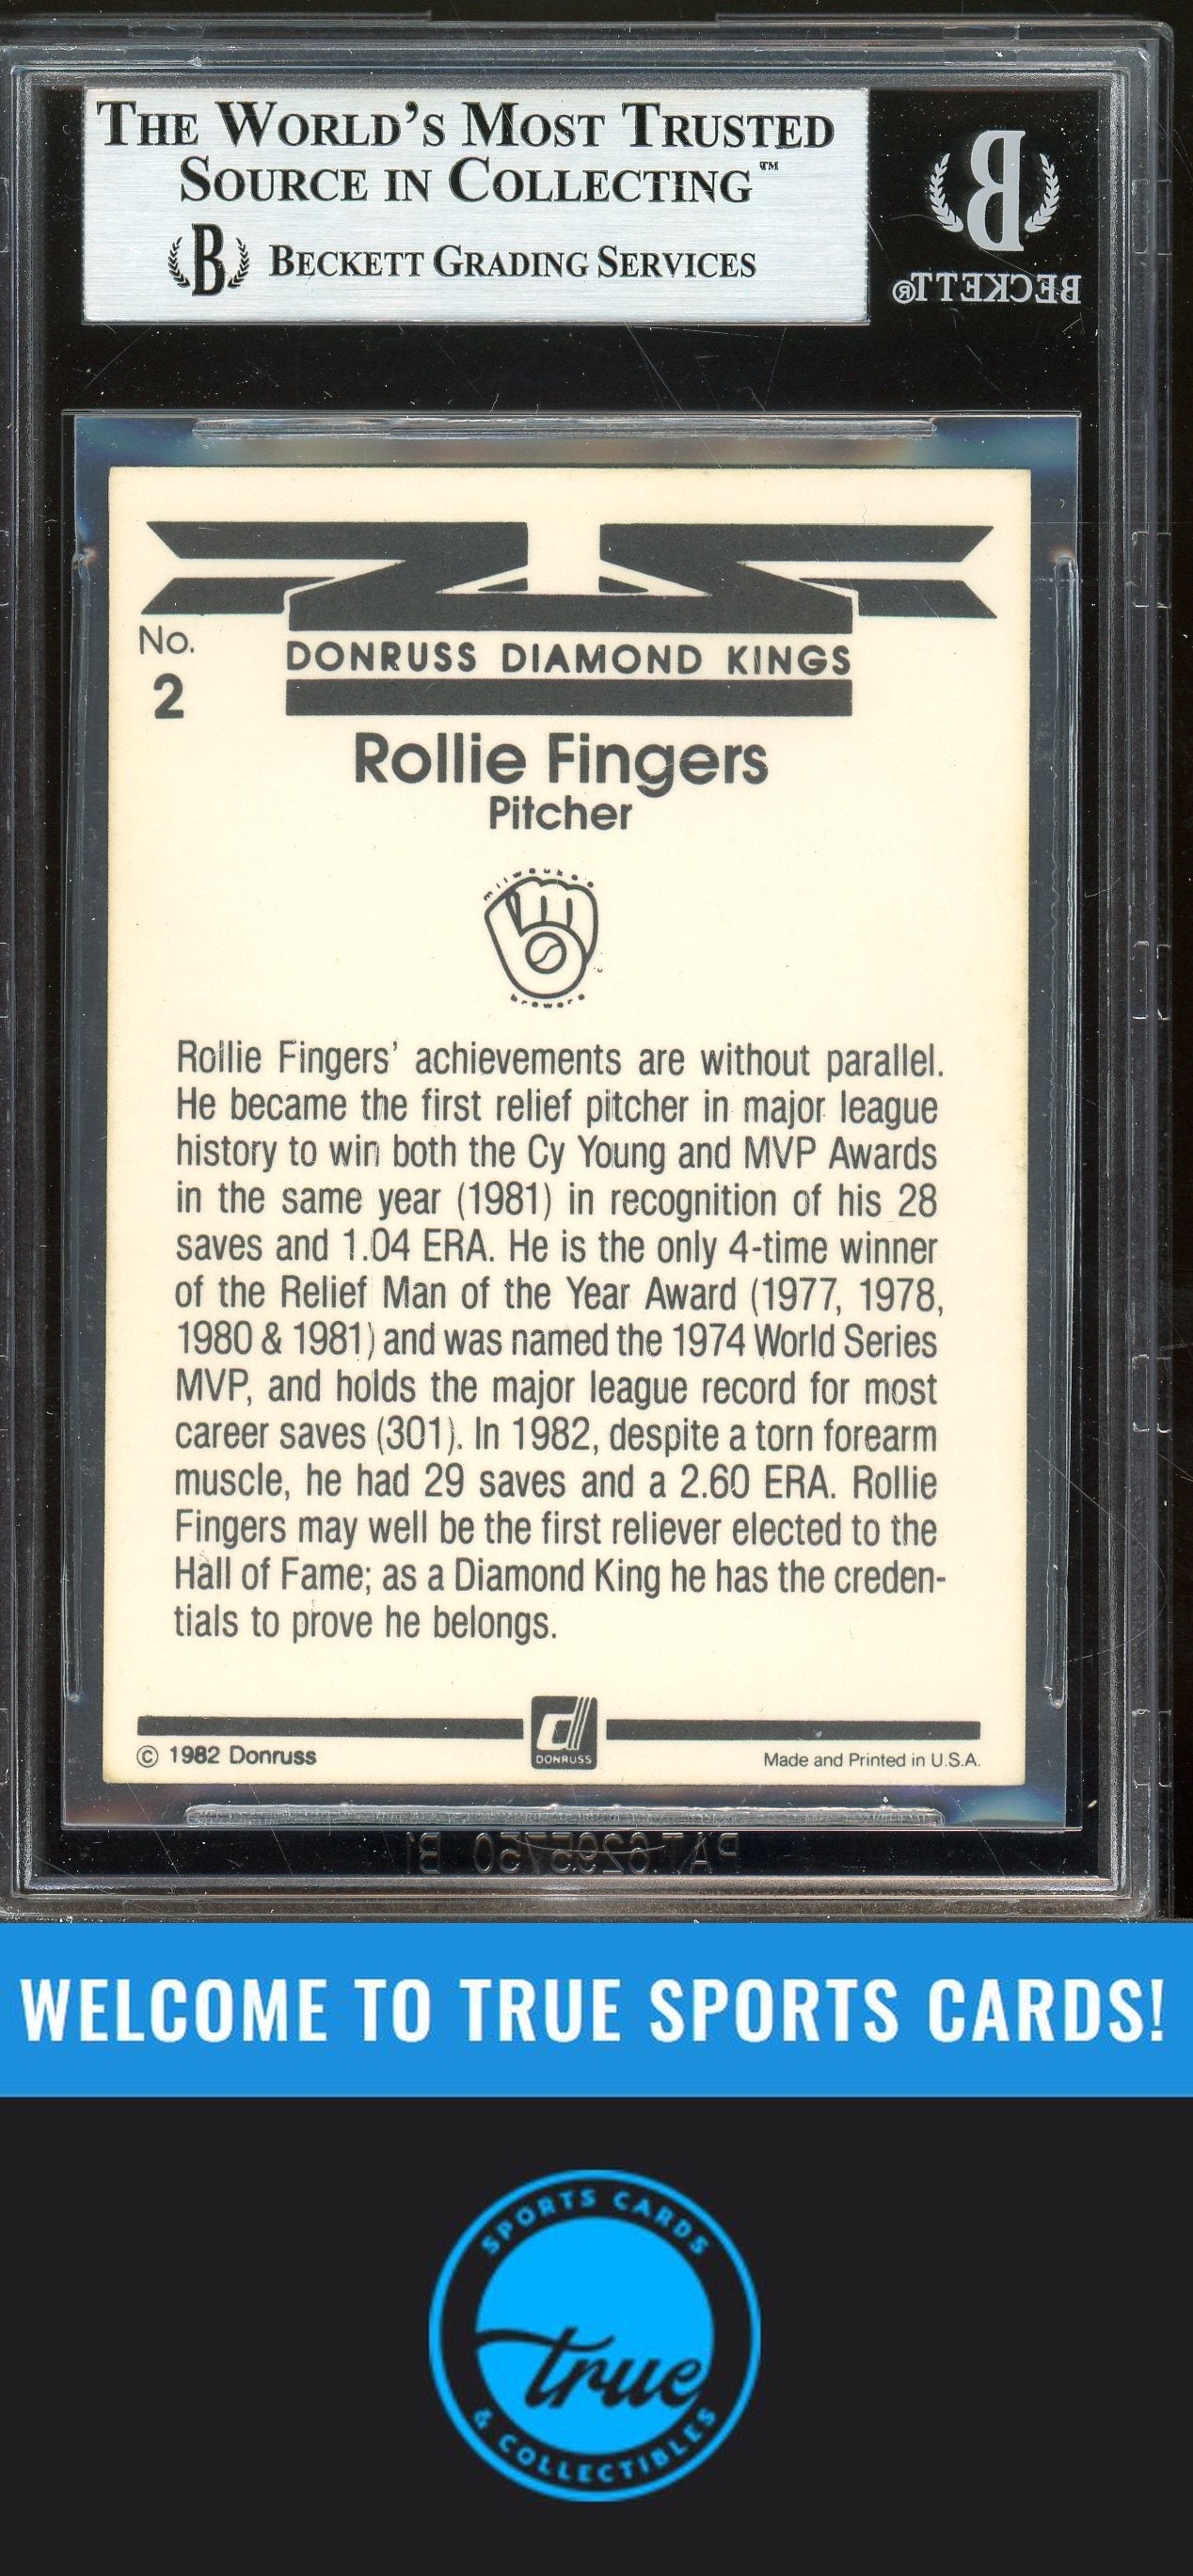 THE WORLD'S MOST TRUSTED
SOURCE IN COLLECTING™
B BECKETT GRADING SERVICES
B
BECKETT®
No.
2
DONRUSS DIAMOND KINGS
Rollie Fingers
Pitcher
milwaukee
brewers
Rollie Fingers' achievements are without parallel.
He became the first relief pitcher in major league
history to win both the Cy Young and MVP Awards
in the same year (1981) in recognition of his 28
saves and 1.04 ERA. He is the only 4-time winner
of the Relief Man of the Year Award (1977, 1978,
1980 & 1981) and was named the 1974 World Series
MVP, and holds the major league record for most
career saves (301). In 1982, despite a torn forearm
muscle, he had 29 saves and a 2.60 ERA. Rollie
Fingers may well be the first reliever elected to the
Hall of Fame; as a Diamond King he has the creden-
tials to prove he belongs.
DONRUSS
© 1982 Donruss
Made and Printed in U.S.A.
PAT.6295750 B1
WELCOME TO TRUE SPORTS CARDS!
SPORTS CARDS
true
& COLLECTIBLES